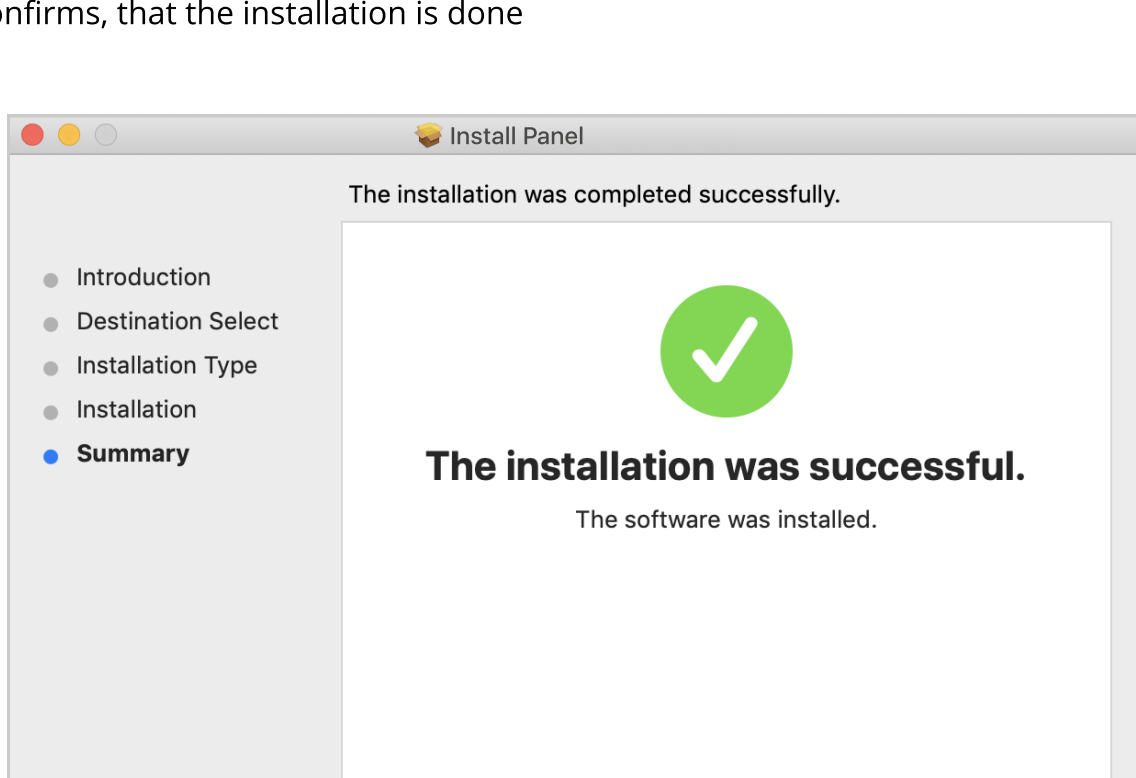 onfirms, that the installation is done
Install Panel
The installation was completed successfully.
Introduction
Destination Select
Installation Type
Installation
Summary
The installation was successful.
The software was installed.